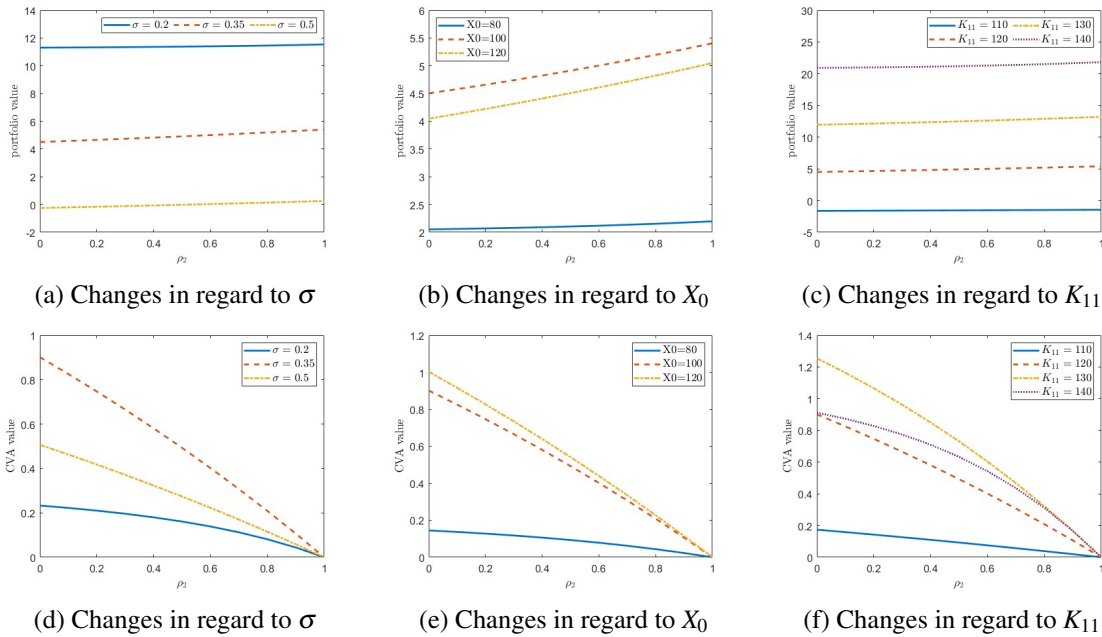 14
12
10
8
6
4
2
0
-2
portfolio value
σ = 0.2 σ = 0.35 σ = 0.5
0 0.2 0.4 0.6 0.8 1
ρ₂
(a) Changes in regard to σ
6
5.5
5
4.5
4
3.5
3
2.5
2
portfolio value
X0=80
X0=100
X0=120
0 0.2 0.4 0.6 0.8 1
ρ₂
(b) Changes in regard to X₀
30
25
20
15
10
5
0
-5
portfolio value
K₁₁ = 110 K₁₁ = 130
K₁₁ = 120 K₁₁ = 140
0 0.2 0.4 0.6 0.8 1
ρ₂
(c) Changes in regard to K₁₁
1
0.8
0.6
0.4
0.2
0
CVA value
σ = 0.2
σ = 0.35
σ = 0.5
0 0.2 0.4 0.6 0.8 1
ρ₂
(d) Changes in regard to σ
1.2
1
0.8
0.6
0.4
0.2
0
CVA value
X0=80
X0=100
X0=120
0 0.2 0.4 0.6 0.8 1
ρ₂
(e) Changes in regard to X₀
1.4
1.2
1
0.8
0.6
0.4
0.2
0
CVA value
K₁₁ = 110
K₁₁ = 120
K₁₁ = 130
K₁₁ = 140
0 0.2 0.4 0.6 0.8 1
ρ₂
(f) Changes in regard to K₁₁